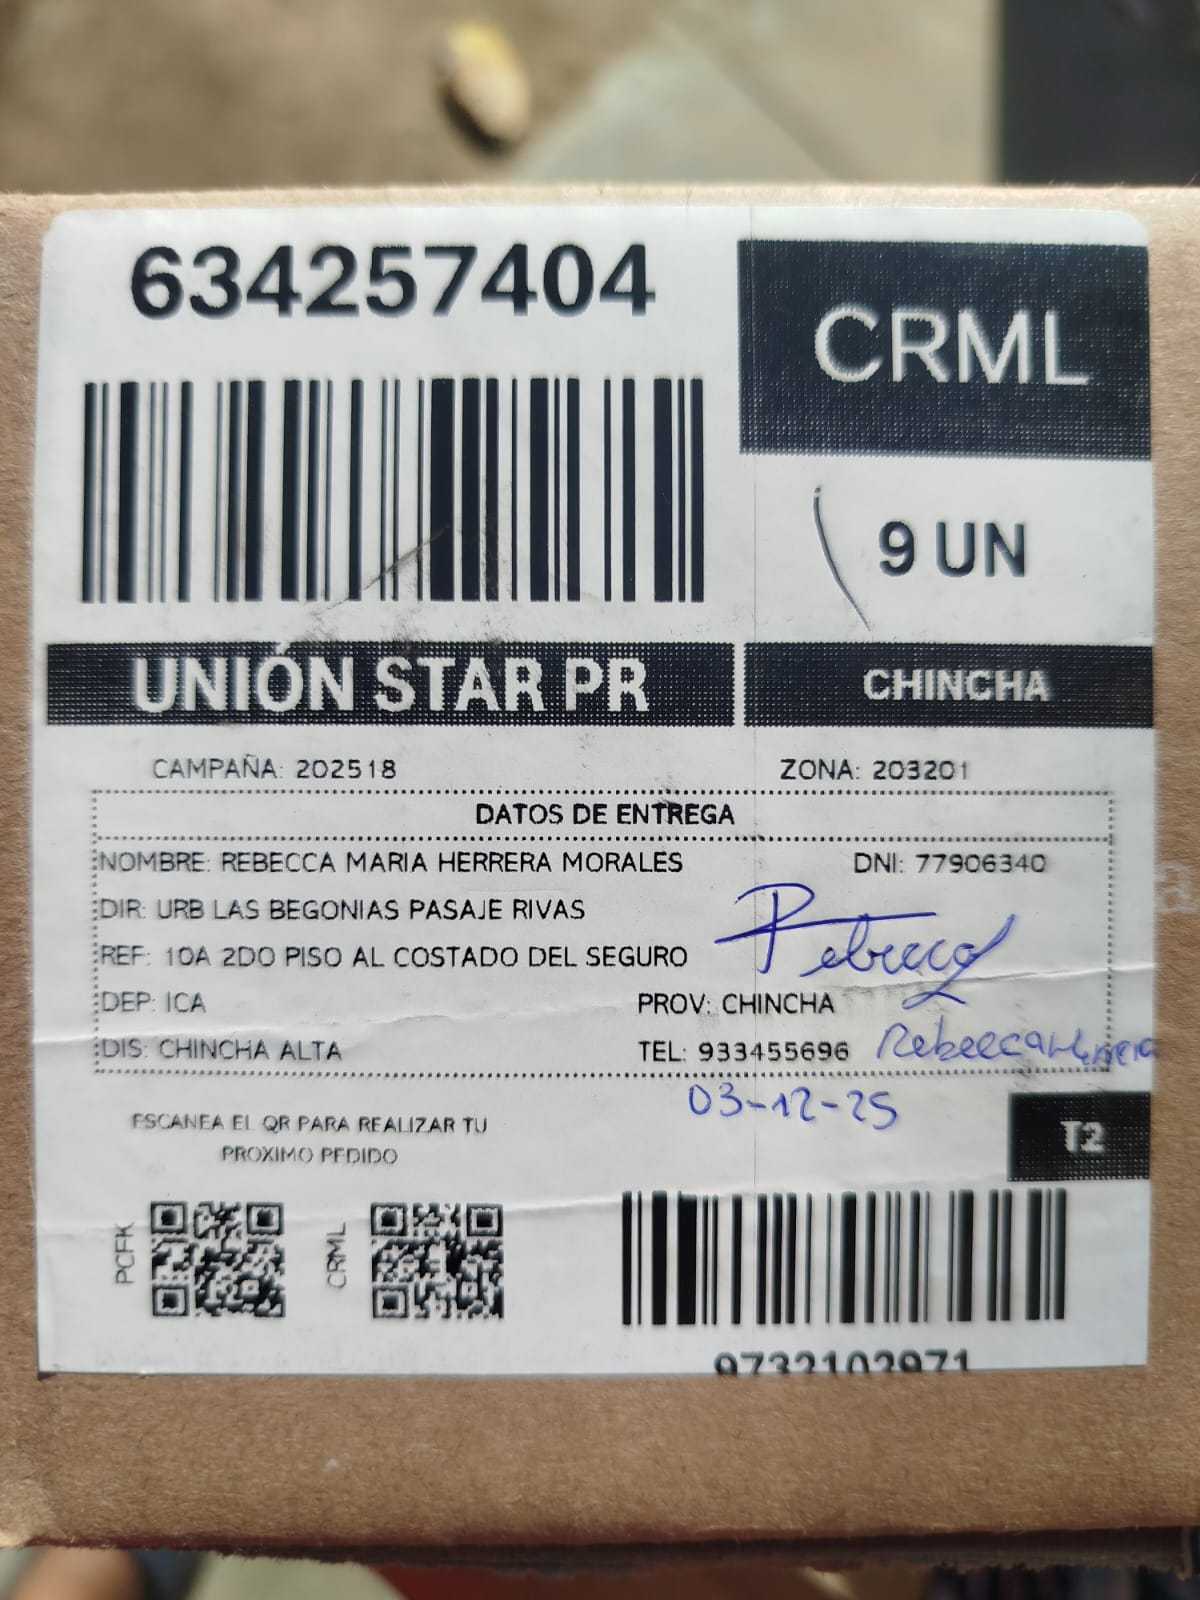 634257404
CRML
9 UN
UNIÓN STAR PR
CHINCHA
CAMPAÑA: 202518 ZONA: 203201
DATOS DE ENTREGA
NOMBRE: REBECCA MARIA HERRERA MORALES DNI: 77906340
DIR: URB LAS BEGONIAS PASAJE RIVAS
REF: 10A 2DO PISO AL COSTADO DEL SEGURO
Rebecca
DEP: ICA PROV: CHINCHA
DIS: CHINCHA ALTA TEL: 933455696
03-12-25
ESCANEA EL QR PARA REALIZAR TU
PROXIMO PEDIDO
T2
PCFK
CRML
9732102971